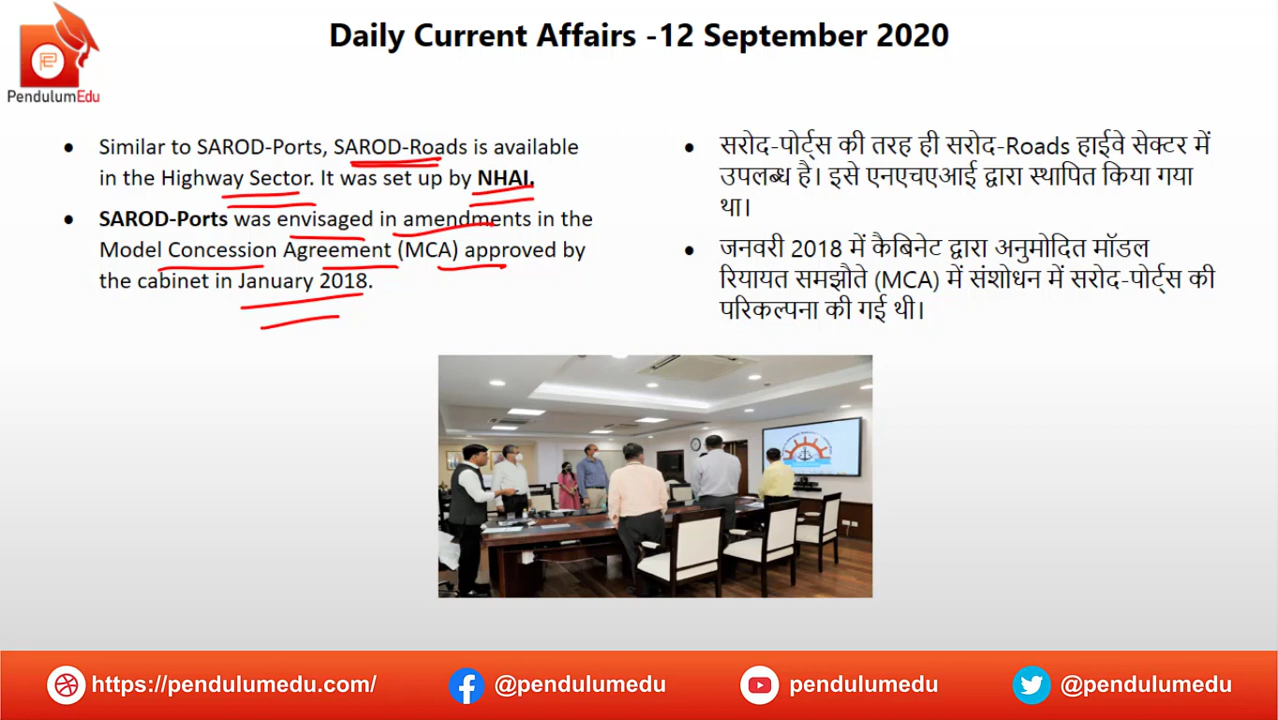 Daily Current Affairs -12 September 2020
PendulumEdu
• Similar to SAROD-Ports, SAROD-Roads is available
in the Highway Sector. It was set up by NHAI.
• SAROD-Ports was envisaged in amendments in the
Model Concession Agreement (MCA) approved by
the cabinet in January 2018.
• सरोद-पोर्ट्स की तरह ही सरोद-Roads हाईवे सेक्टर में
उपलब्ध है। इसे एनएचएआई द्वारा स्थापित किया गया
था।
• जनवरी 2018 में कैबिनेट द्वारा अनुमोदित मॉडल
रियायत समझौते (MCA) में संशोधन में सरोद-पोर्ट्स की
परिकल्पना की गई थी।
https://pendulumedu.com/
@pendulumedu
pendulumedu
@pendulumedu